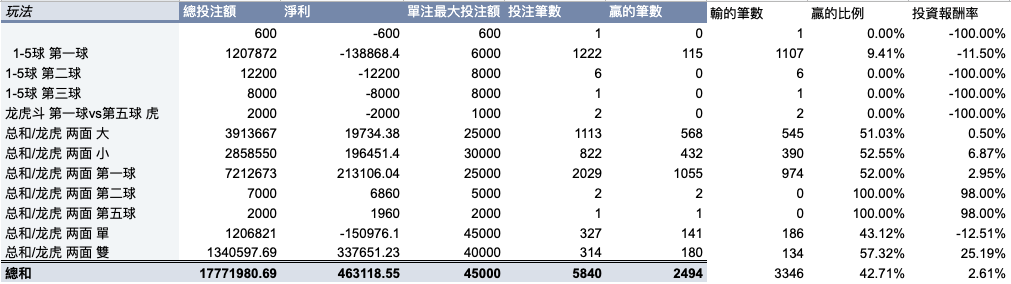 玩法 總投注額 淨利 單注最大投注額 投注筆數 贏的筆數 輸的筆數 贏的比例 投資報酬率
600 -600 600 1 0 1 0.00% -100.00%
1-5球 第一球 1207872 -138868.4 6000 1222 115 1107 9.41% -11.50%
1-5球 第二球 12200 -12200 8000 6 0 6 0.00% -100.00%
1-5球 第三球 8000 -8000 8000 1 0 1 0.00% -100.00%
龙虎斗 第一球vs第五球 虎 2000 -2000 1000 2 0 2 0.00% -100.00%
总和/龙虎 两面 大 3913667 19734.38 25000 1113 568 545 51.03% 0.50%
总和/龙虎 两面 小 2858550 196451.4 30000 822 432 390 52.55% 6.87%
总和/龙虎 两面 第一球 7212673 213106.04 25000 2029 1055 974 52.00% 2.95%
总和/龙虎 两面 第二球 7000 6860 5000 2 2 0 100.00% 98.00%
总和/龙虎 两面 第五球 2000 1960 2000 1 1 0 100.00% 98.00%
总和/龙虎 两面 單 1206821 -150976.1 45000 327 141 186 43.12% -12.51%
总和/龙虎 两面 雙 1340597.69 337651.23 40000 314 180 134 57.32% 25.19%
總和 17771980.69 463118.55 45000 5840 2494 3346 42.71% 2.61%